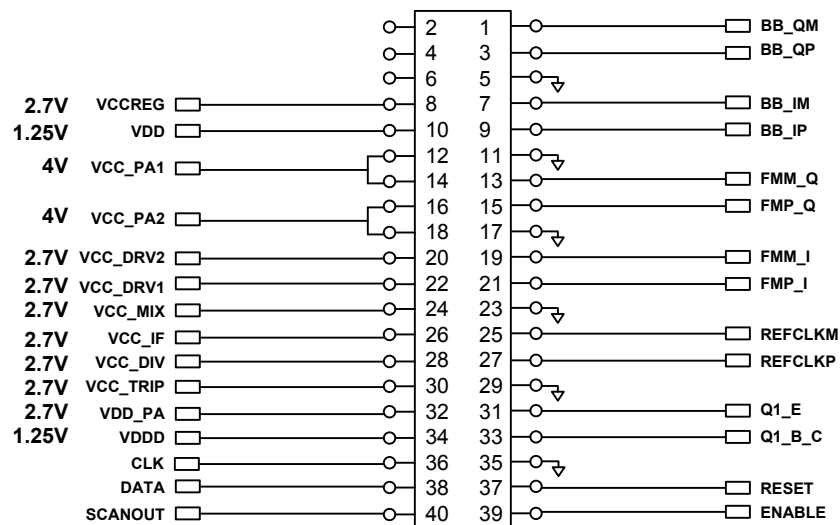 2 1 BB_QM
4 3 BB_QP
6 5
2.7V VCCREG 8 7 BB_IM
1.25V VDD 10 9 BB_IP
12 11
4V VCC_PA1
14 13 FMM_Q
16 15 FMP_Q
4V VCC_PA2
18 17
2.7V VCC_DRV2 20 19 FMM_I
2.7V VCC_DRV1 22 21 FMP_I
2.7V VCC_MIX 24 23
2.7V VCC_IF 26 25 REFCLKM
2.7V VCC_DIV 28 27 REFCLKP
2.7V VCC_TRIP 30 29
2.7V VDD_PA 32 31 Q1_E
1.25V VDDD 34 33 Q1_B_C
CLK 36 35
DATA 38 37 RESET
SCANOUT 40 39 ENABLE